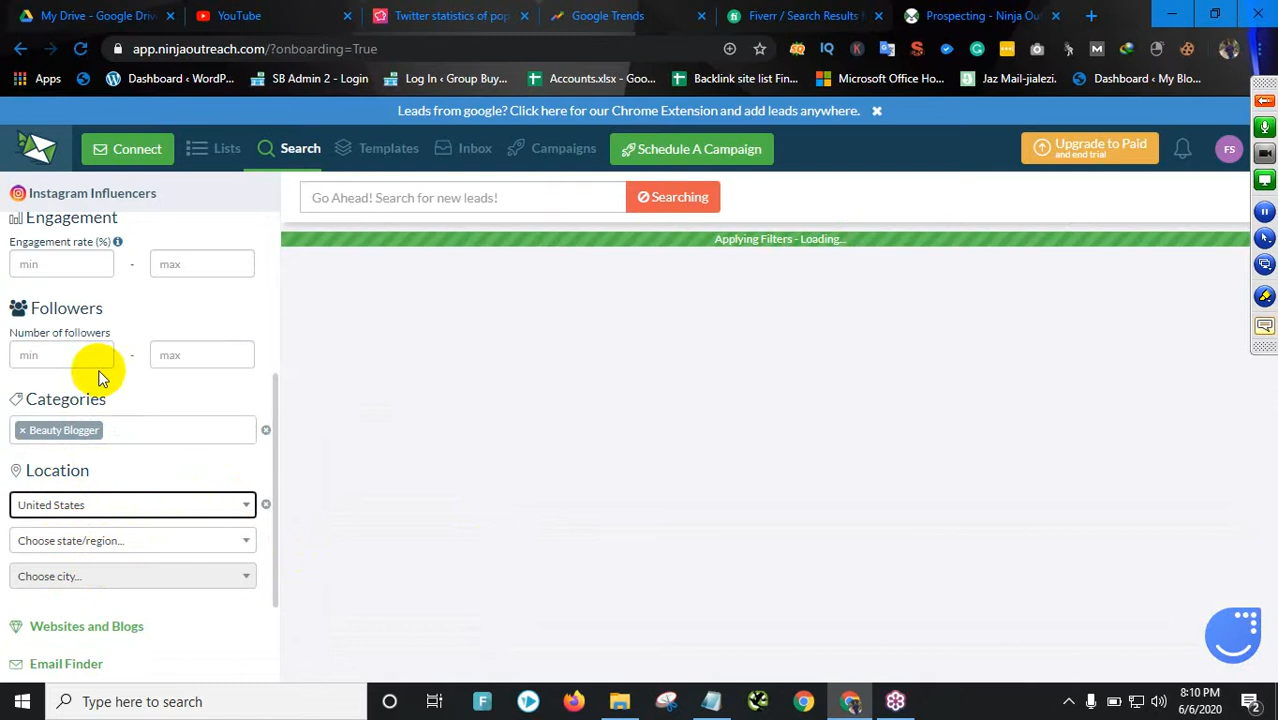 My Drive - Google Driv
YouTube
Twitter statistics of pop
Google Trends
Fiverr / Search Results f
Prospecting - Ninja Out
app.ninjaoutreach.com/?onboarding=True
Apps
Dashboard ‹ WordP...
SB Admin 2 - Login
Log In ‹ Group Buy...
Accounts.xlsx - Goo...
Backlink site list Fin...
Microsoft Office Ho...
Jaz Mail-jialezi.
Dashboard ‹ My Blo...
Leads from google? Click here for our Chrome Extension and add leads anywhere.
Connect
Lists
Search
Templates
Inbox
Campaigns
Schedule A Campaign
Upgrade to Paid
and end trial
FS
Instagram Influencers
Go Ahead! Search for new leads!
Searching
Engagement
Applying Filters - Loading...
Engagement rate (%)
min - max
Followers
Number of followers
min - max
Categories
× Beauty Blogger
Location
United States
Choose state/region...
Choose city...
Websites and Blogs
Email Finder
Type here to search
8:10 PM
6/6/2020
2